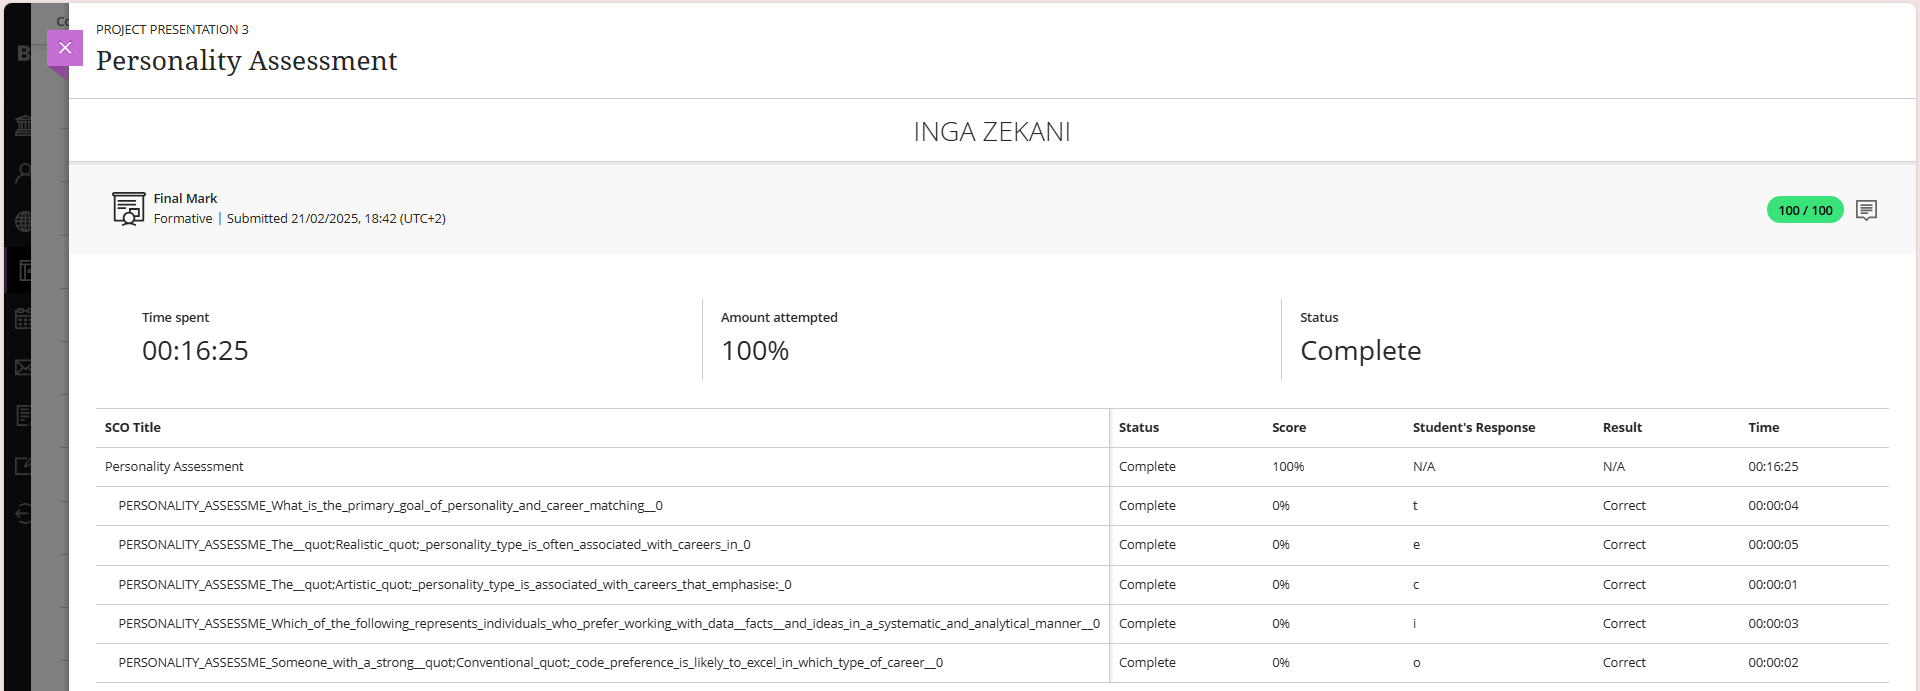 Co
B
PROJECT PRESENTATION 3
Personality Assessment
INGA ZEKANI
Final Mark
Formative | Submitted 21/02/2025, 18:42 (UTC+2)
100 / 100
Time spent
00:16:25
Amount attempted
100%
Status
Complete
SCO Title Status Score Student's Response Result Time
Personality Assessment Complete 100% N/A N/A 00:16:25
PERSONALITY_ASSESSME_What_is_the_primary_goal_of_personality_and_career_matching__0 Complete 0% t Correct 00:00:04
PERSONALITY_ASSESSME_The__quot;Realistic_quot;_personality_type_is_often_associated_with_careers_in_0 Complete 0% e Correct 00:00:05
PERSONALITY_ASSESSME_The__quot;Artistic_quot;_personality_type_is_associated_with_careers_that_emphasise:_0 Complete 0% c Correct 00:00:01
PERSONALITY_ASSESSME_Which_of_the_following_represents_individuals_who_prefer_working_with_data__facts__and_ideas_in_a_systematic_and_analytical_manner__0 Complete 0% i Correct 00:00:03
PERSONALITY_ASSESSME_Someone_with_a_strong__quot;Conventional_quot;_code_preference_is_likely_to_excel_in_which_type_of_career__0 Complete 0% o Correct 00:00:02